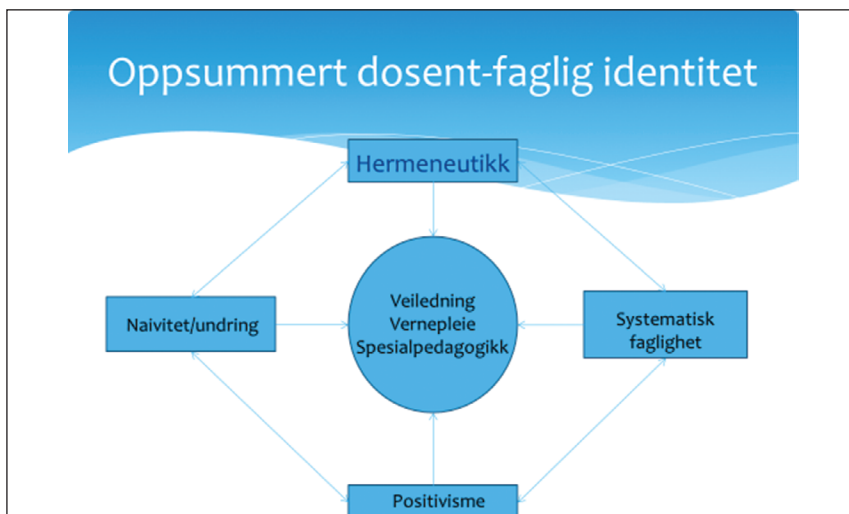 Oppsummert dosent-faglig identitet
Hermeneutikk
Naivitet/undring
Veiledning
Vernepleie
Spesialpedagogikk
Systematisk
faglighet
Positivisme